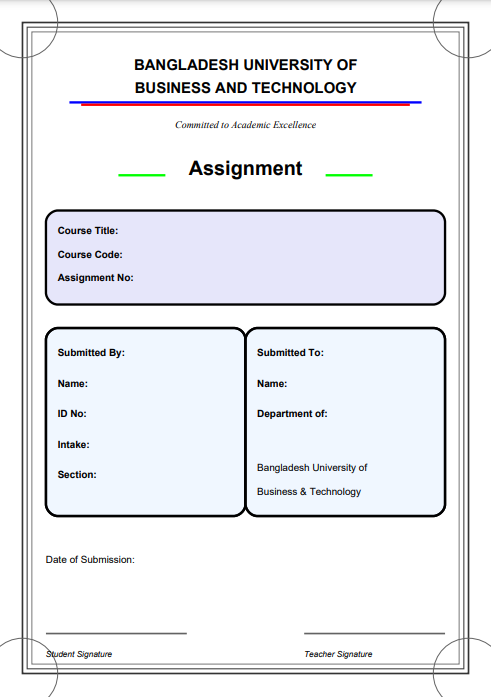 BANGLADESH UNIVERSITY OF
BUSINESS AND TECHNOLOGY
Committed to Academic Excellence
Assignment
Course Title:
Course Code:
Assignment No:
Submitted By:
Name:
ID No:
Intake:
Section:
Submitted To:
Name:
Department of:
Bangladesh University of
Business & Technology
Date of Submission:
Student Signature
Teacher Signature